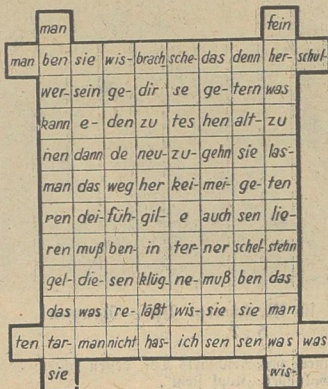 man fein
man ben sie wis- brach sche- das denn her- schul-
wer- sein ge- dir se ge- tern was
kann e- den zu tes hen alt- zu
nen dann de neu- zu- gehn sie las-
man das weg her kei- mei- ge- ten
ren dei- füh- gil- e auch sen lie-
ren muß ben- in ter- ner schel- stehn
gel- die- sen klüg- ne- muß ben das
das was re- läßt wis- sie sie man
ten tar- man nicht has- ich sen sen was was
sie wis-